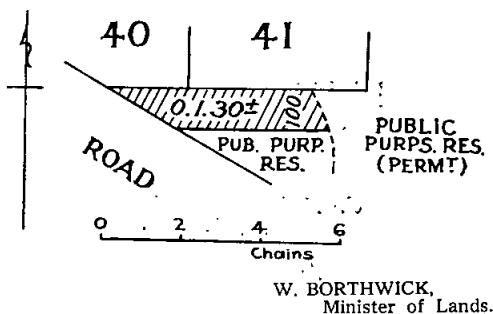 40 41
0.1.30±
100
PUB. PURP.
RES.
PUBLIC
PURPS. RES.
(PERMT.)
ROAD
0 2 4 6
Chains
W. BORTHWICK,
Minister of Lands.